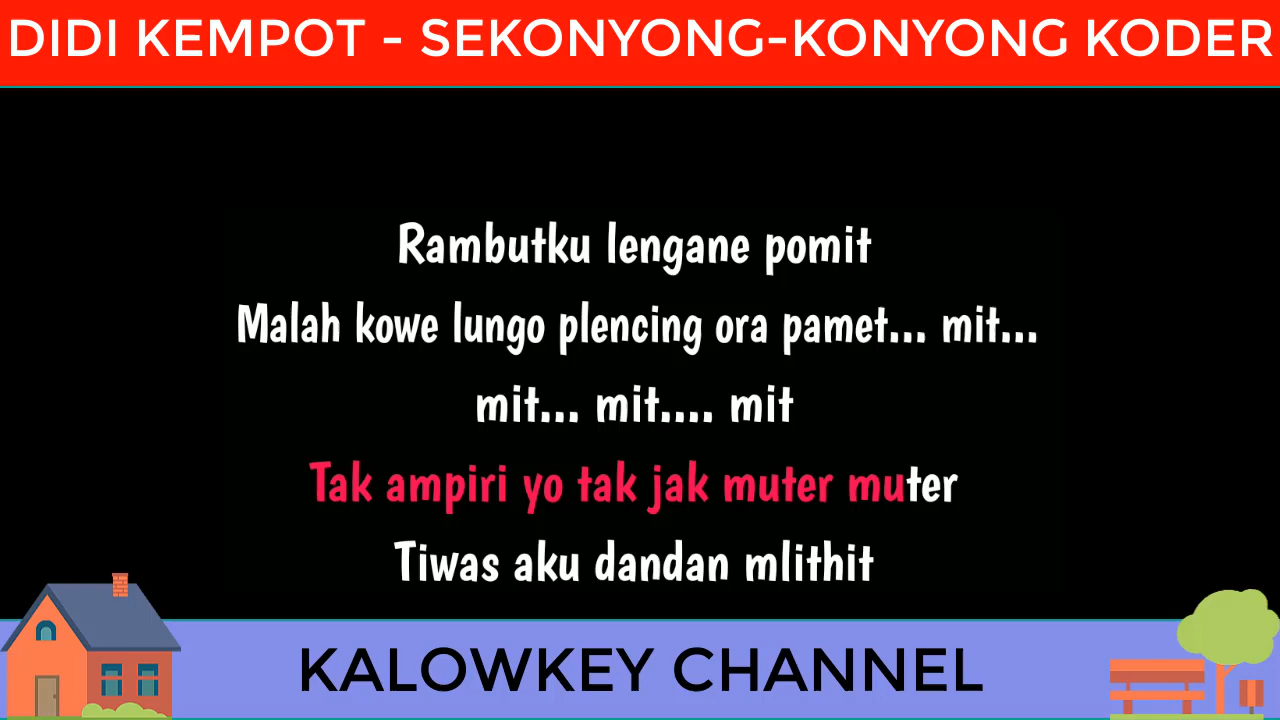 DIDI KEMPOT - SEKONYONG-KONYONG KODER
Rambutku lengane pomit
Malah kowe lungo plencing ora pamet... mit...
mit... mit.... mit
Tak ampiri yo tak jak muter muter
Tiwas aku dandan mlithit
KALOWKEY CHANNEL